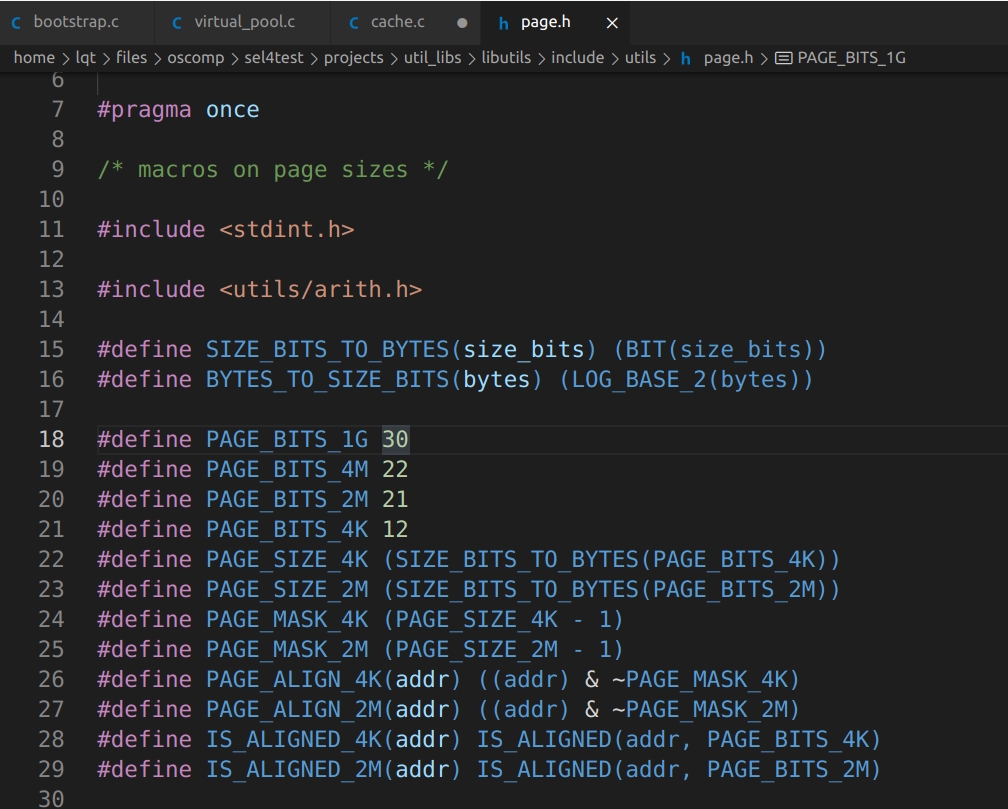 C bootstrap.c C virtual_pool.c C cache.c ● h page.h ×
home > lqt > files > oscomp > sel4test > projects > util_libs > libutils > include > utils > h page.h > PAGE_BITS_1G
6
7 #pragma once
8
9 /* macros on page sizes */
10
11 #include <stdint.h>
12
13 #include <utils/arith.h>
14
15 #define SIZE_BITS_TO_BYTES(size_bits) (BIT(size_bits))
16 #define BYTES_TO_SIZE_BITS(bytes) (LOG_BASE_2(bytes))
17
18 #define PAGE_BITS_1G 30
19 #define PAGE_BITS_4M 22
20 #define PAGE_BITS_2M 21
21 #define PAGE_BITS_4K 12
22 #define PAGE_SIZE_4K (SIZE_BITS_TO_BYTES(PAGE_BITS_4K))
23 #define PAGE_SIZE_2M (SIZE_BITS_TO_BYTES(PAGE_BITS_2M))
24 #define PAGE_MASK_4K (PAGE_SIZE_4K - 1)
25 #define PAGE_MASK_2M (PAGE_SIZE_2M - 1)
26 #define PAGE_ALIGN_4K(addr) ((addr) & ~PAGE_MASK_4K)
27 #define PAGE_ALIGN_2M(addr) ((addr) & ~PAGE_MASK_2M)
28 #define IS_ALIGNED_4K(addr) IS_ALIGNED(addr, PAGE_BITS_4K)
29 #define IS_ALIGNED_2M(addr) IS_ALIGNED(addr, PAGE_BITS_2M)
30